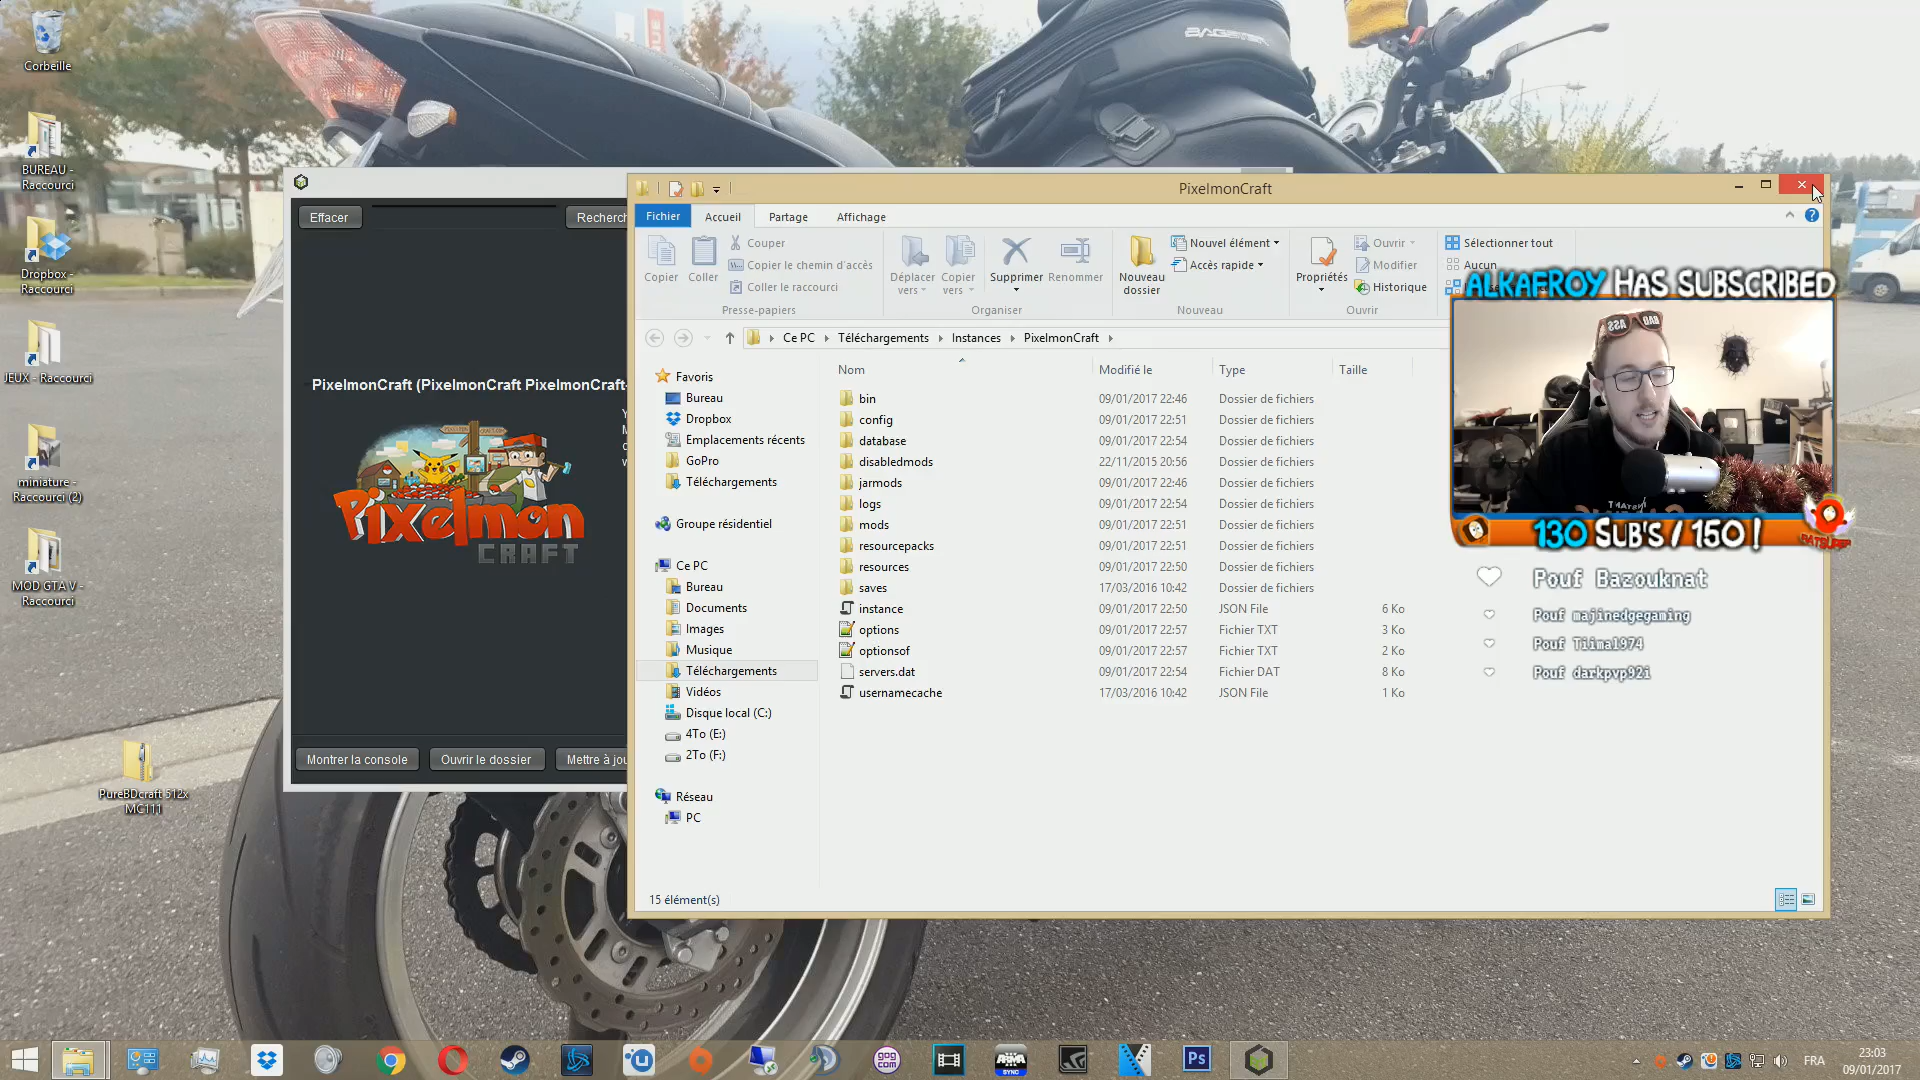 Corbeille
BUREAU -
Raccourci
Dropbox -
Raccourci
JEUX - Raccourci
miniature -
Raccourci (2)
MOD GTA V -
Raccourci
PureBDcraft 512x
MC111
BAGSTER
Effacer
Recherch
PixelmonCraft (PixelmonCraft PixelmonCraft-
Pixelmon
CRAFT
Montrer la console
Ouvrir le dossier
Mettre à jou
PixelmonCraft
Fichier
Accueil
Partage
Affichage
Copier
Coller
Couper
Copier le chemin d'accès
Coller le raccourci
Presse-papiers
Déplacer
vers
Copier
vers
Supprimer
Renommer
Organiser
Nouveau
dossier
Nouvel élément
Accès rapide
Nouveau
Propriétés
Ouvrir
Modifier
Historique
Ouvrir
Sélectionner tout
Aucun
Ce PC
Téléchargements
Instances
PixelmonCraft
Nom
Modifié le
Type
Taille
Favoris
Bureau
Dropbox
Emplacements récents
GoPro
Téléchargements
Groupe résidentiel
Ce PC
Bureau
Documents
Images
Musique
Téléchargements
Vidéos
Disque local (C:)
4To (E:)
2To (F:)
Réseau
PC
bin 09/01/2017 22:46 Dossier de fichiers
config 09/01/2017 22:51 Dossier de fichiers
database 09/01/2017 22:54 Dossier de fichiers
disabledmods 22/11/2015 20:56 Dossier de fichiers
jarmods 09/01/2017 22:46 Dossier de fichiers
logs 09/01/2017 22:54 Dossier de fichiers
mods 09/01/2017 22:51 Dossier de fichiers
resourcepacks 09/01/2017 22:51 Dossier de fichiers
resources 09/01/2017 22:50 Dossier de fichiers
saves 17/03/2016 10:42 Dossier de fichiers
instance 09/01/2017 22:50 JSON File 6 Ko
options 09/01/2017 22:57 Fichier TXT 3 Ko
optionsof 09/01/2017 22:57 Fichier TXT 2 Ko
servers.dat 09/01/2017 22:54 Fichier DAT 8 Ko
usernamecache 17/03/2016 10:42 JSON File 1 Ko
15 élément(s)
ALKAFROY HAS SUBSCRIBED
BAD ASS
130 SUB'S / 150 !
Pouf Bazouknat
Pouf majinedgegaming
Pouf Tiima1974
Pouf darkpvp92i
gog
com
ARMA
SYNC
Ps
FRA
23:03
09/01/2017